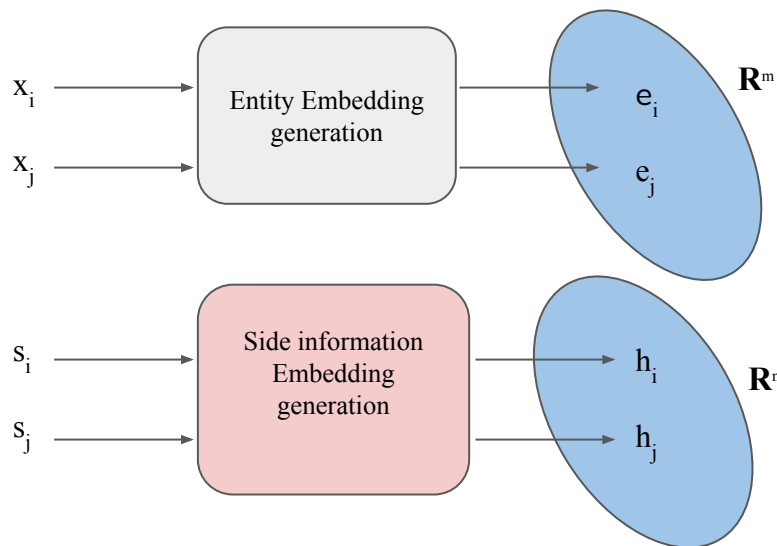 x_i
x_j
Entity Embedding
generation
e_i
e_j
R^m
s_i
s_j
Side information
Embedding
generation
h_i
h_j